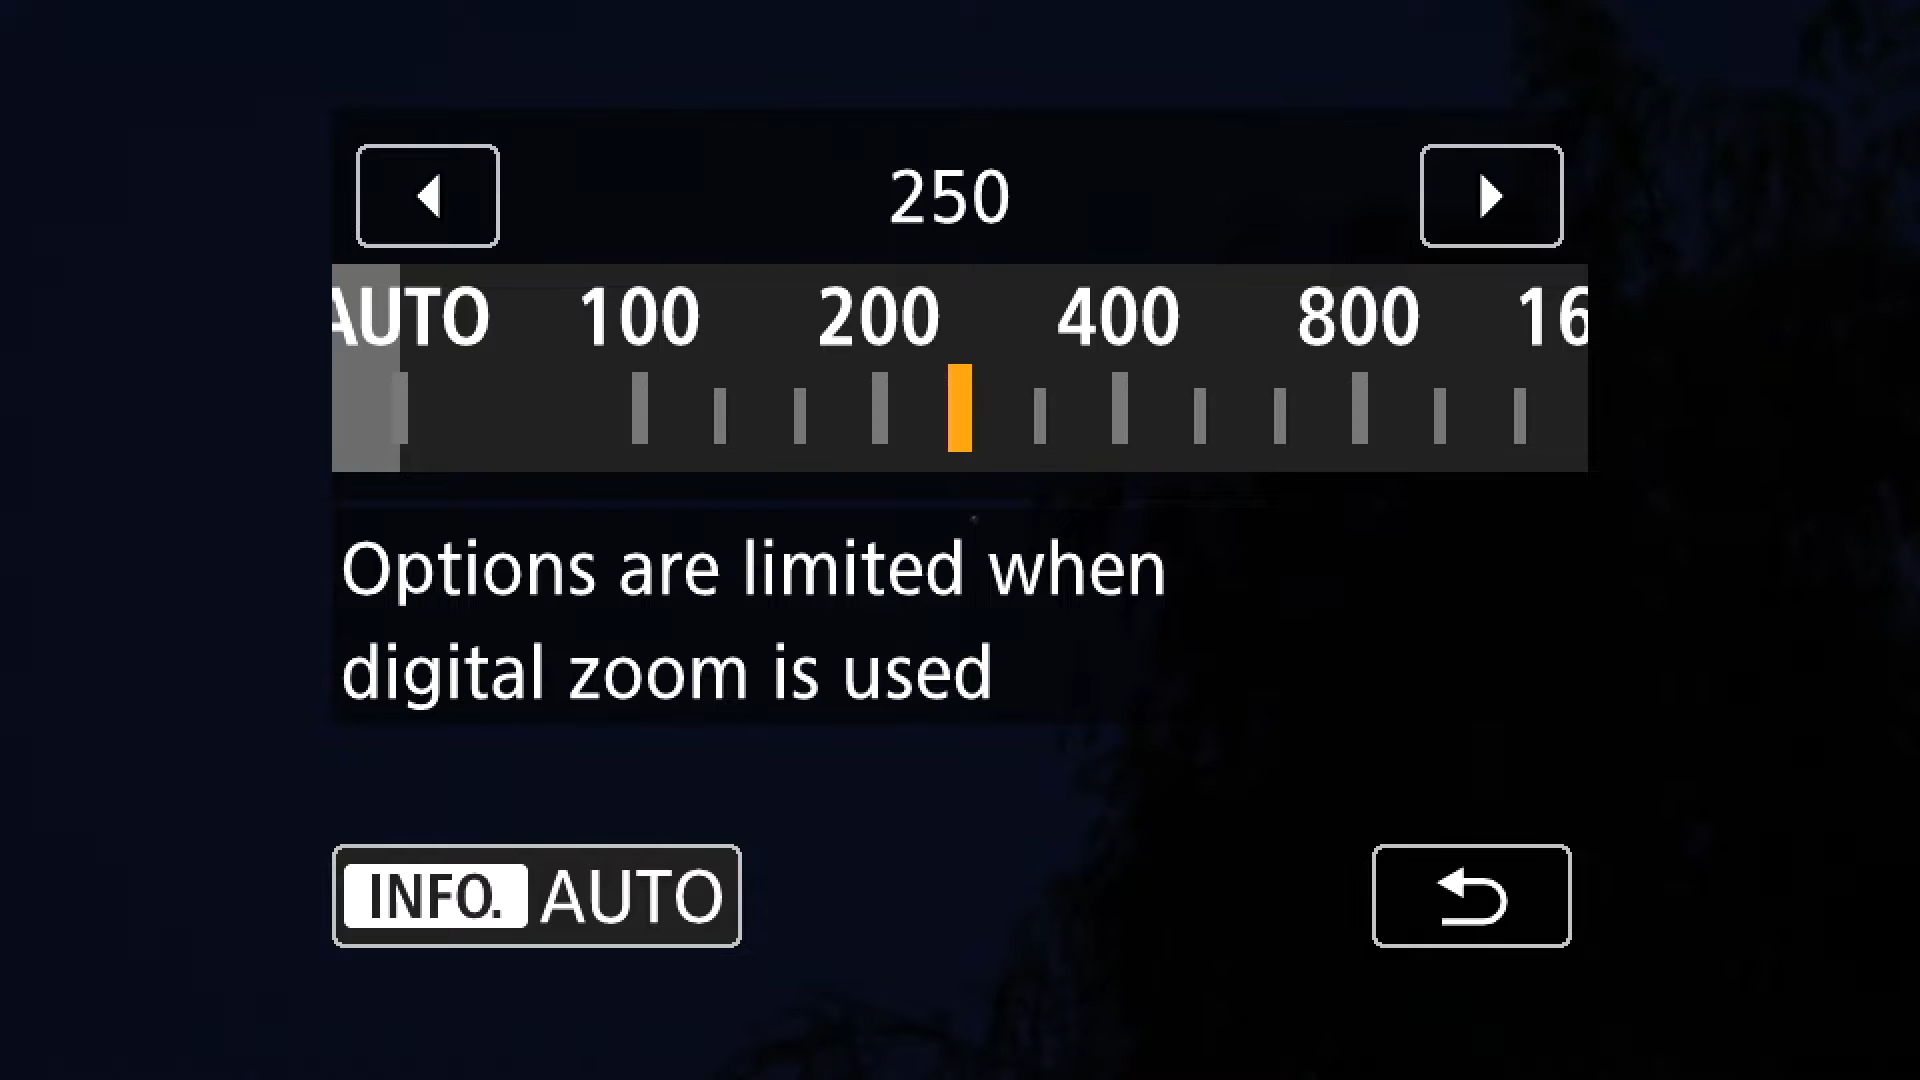 250
AUTO 100 200 400 800 16
Options are limited when
digital zoom is used
INFO. AUTO